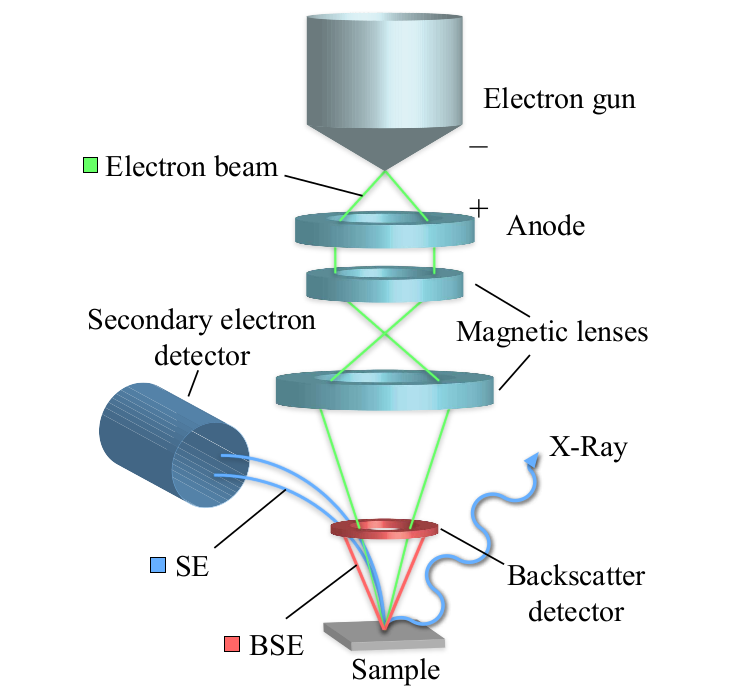 Electron gun
−
Electron beam
+
Anode
Secondary electron
detector
Magnetic lenses
X-Ray
SE
Backscatter
detector
BSE
Sample